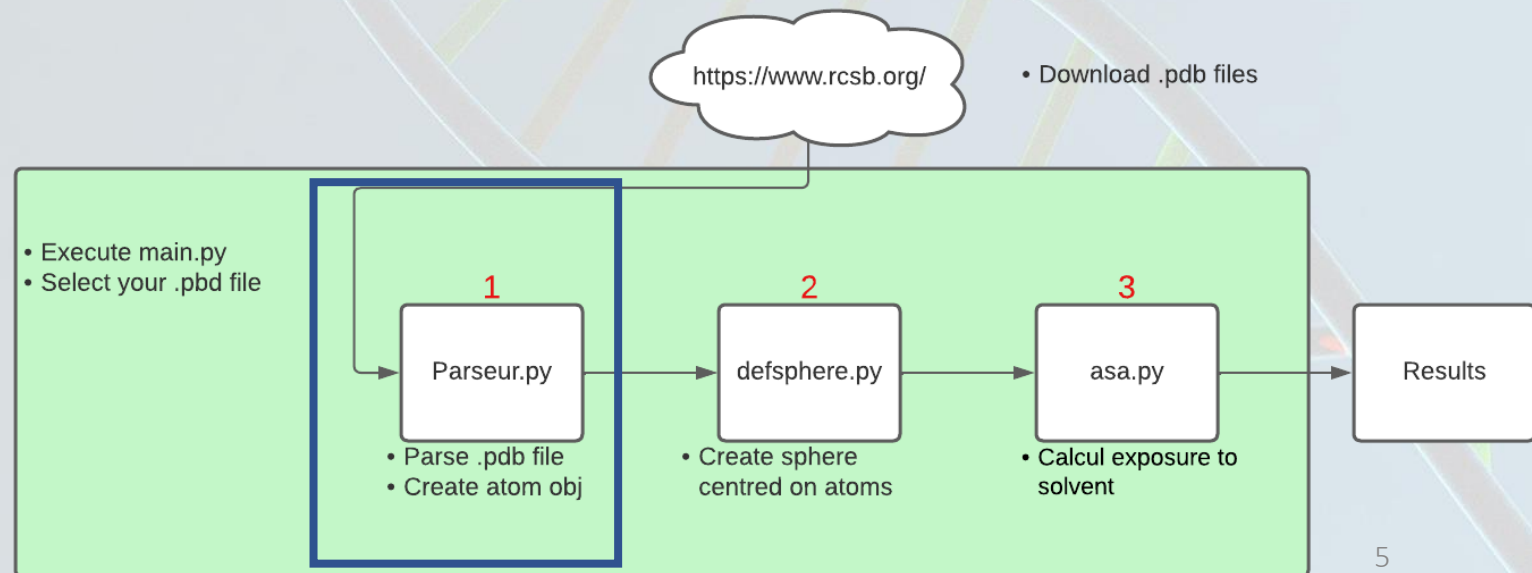 https://www.rcsb.org/
• Download .pdb files
• Execute main.py
• Select your .pbd file
1
2
3
Parseur.py
defsphere.py
asa.py
Results
• Parse .pdb file
• Create atom obj
• Create sphere
centred on atoms
• Calcul exposure to
solvent
5